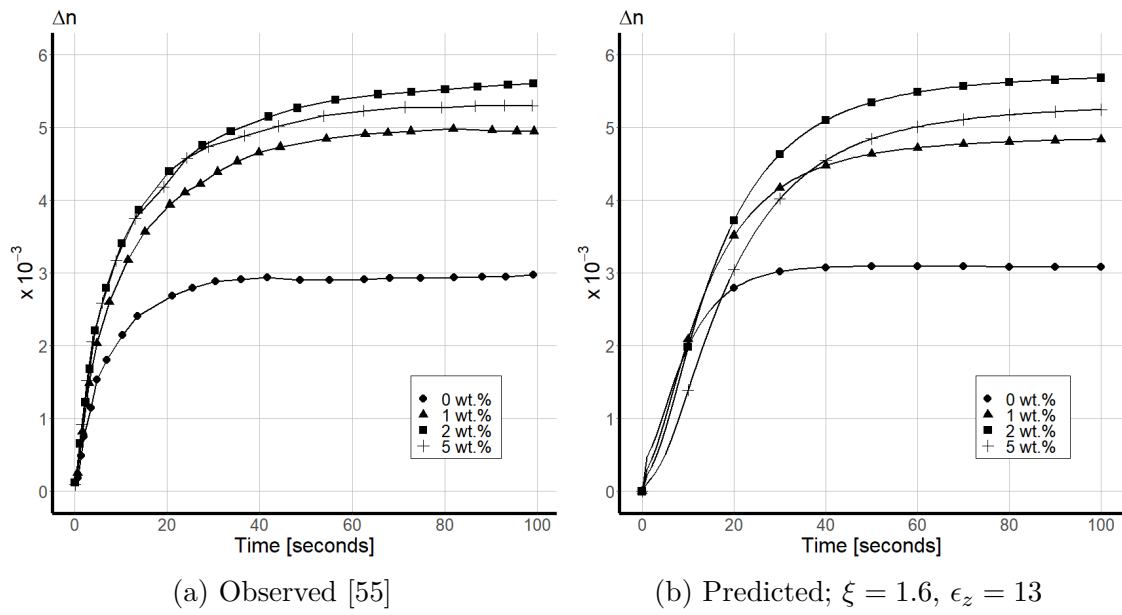 Δn
6
5
4
3
2
1
0
x 10⁻³
0 wt.%
1 wt.%
2 wt.%
5 wt.%
0 20 40 60 80 100
Time [seconds]
(a) Observed [55]
Δn
6
5
4
3
2
1
0
x 10⁻³
0 wt.%
1 wt.%
2 wt.%
5 wt.%
0 20 40 60 80 100
Time [seconds]
(b) Predicted; ξ = 1.6, ϵ_z = 13